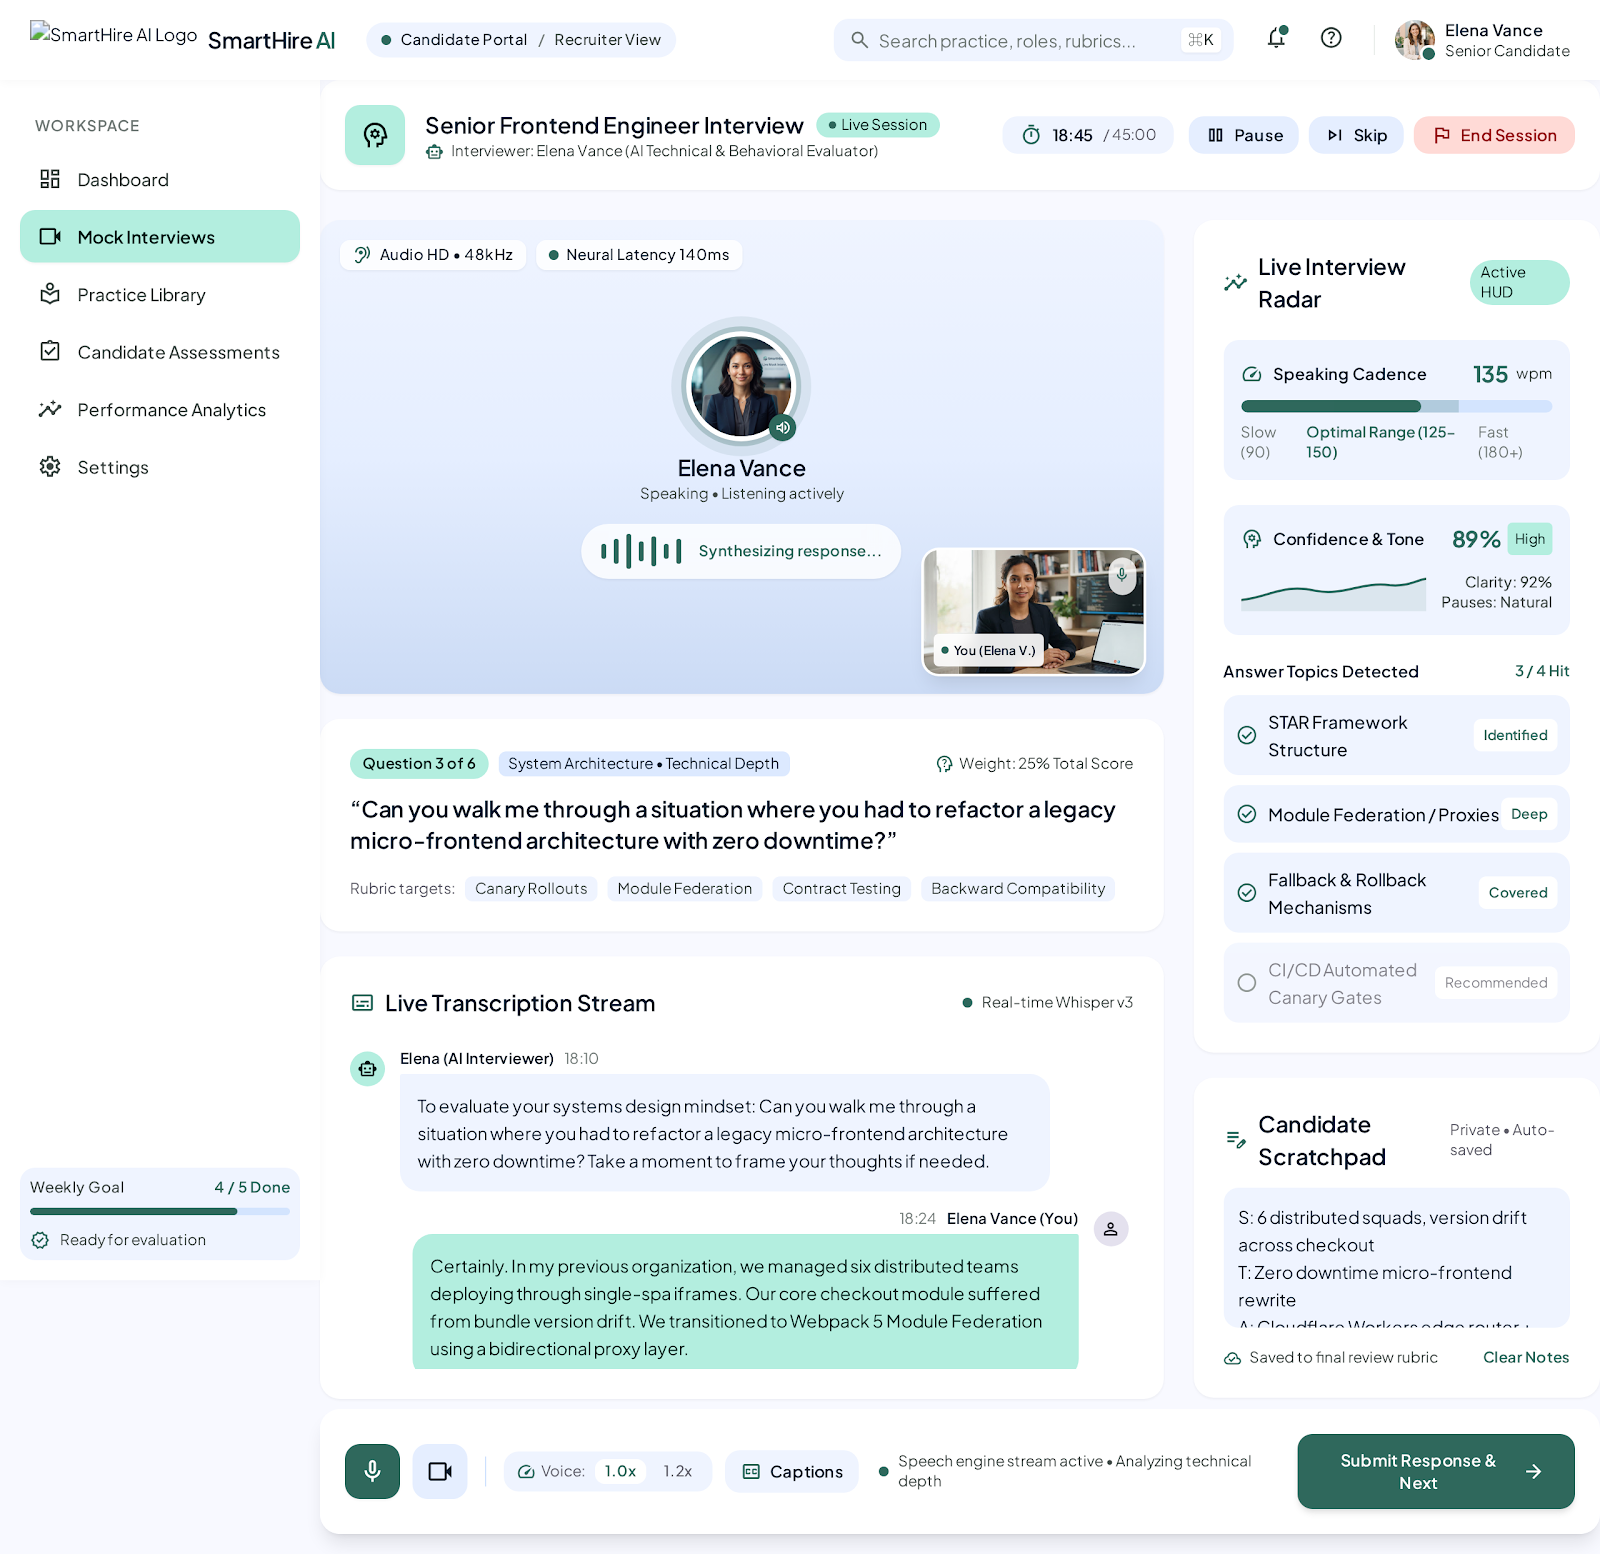 SmartHire AI Logo
SmartHire AI
Candidate Portal / Recruiter View
Search practice, roles, rubrics...
⌘K
Elena Vance
Senior Candidate
WORKSPACE
Dashboard
Mock Interviews
Practice Library
Candidate Assessments
Performance Analytics
Settings
Weekly Goal
4 / 5 Done
Ready for evaluation
Senior Frontend Engineer Interview
Live Session
Interviewer: Elena Vance (AI Technical & Behavioral Evaluator)
18:45 / 45:00
Pause
Skip
End Session
Audio HD • 48kHz
Neural Latency 140ms
Elena Vance
Speaking • Listening actively
Synthesizing response...
You (Elena V.)
Question 3 of 6
System Architecture • Technical Depth
Weight: 25% Total Score
“Can you walk me through a situation where you had to refactor a legacy
micro-frontend architecture with zero downtime?”
Rubric targets:
Canary Rollouts
Module Federation
Contract Testing
Backward Compatibility
Live Transcription Stream
Real-time Whisper v3
Elena (AI Interviewer) 18:10
To evaluate your systems design mindset: Can you walk me through a
situation where you had to refactor a legacy micro-frontend architecture
with zero downtime? Take a moment to frame your thoughts if needed.
18:24 Elena Vance (You)
Certainly. In my previous organization, we managed six distributed teams
deploying through single-spa iframes. Our core checkout module suffered
from bundle version drift. We transitioned to Webpack 5 Module Federation
using a bidirectional proxy layer.
Live Interview
Radar
Active
HUD
Speaking Cadence
135 wpm
Slow
(90)
Optimal Range (125–
150)
Fast
(180+)
Confidence & Tone
89%
High
Clarity: 92%
Pauses: Natural
Answer Topics Detected
3 / 4 Hit
STAR Framework
Structure
Identified
Module Federation / Proxies
Deep
Fallback & Rollback
Mechanisms
Covered
CI/CD Automated
Canary Gates
Recommended
Candidate
Scratchpad
Private • Auto-
saved
S: 6 distributed squads, version drift
across checkout
T: Zero downtime micro-frontend
rewrite
A: Cloudflare Workers edge router +
Saved to final review rubric
Clear Notes
Voice:
1.0x
1.2x
Captions
Speech engine stream active • Analyzing technical
depth
Submit Response &
Next